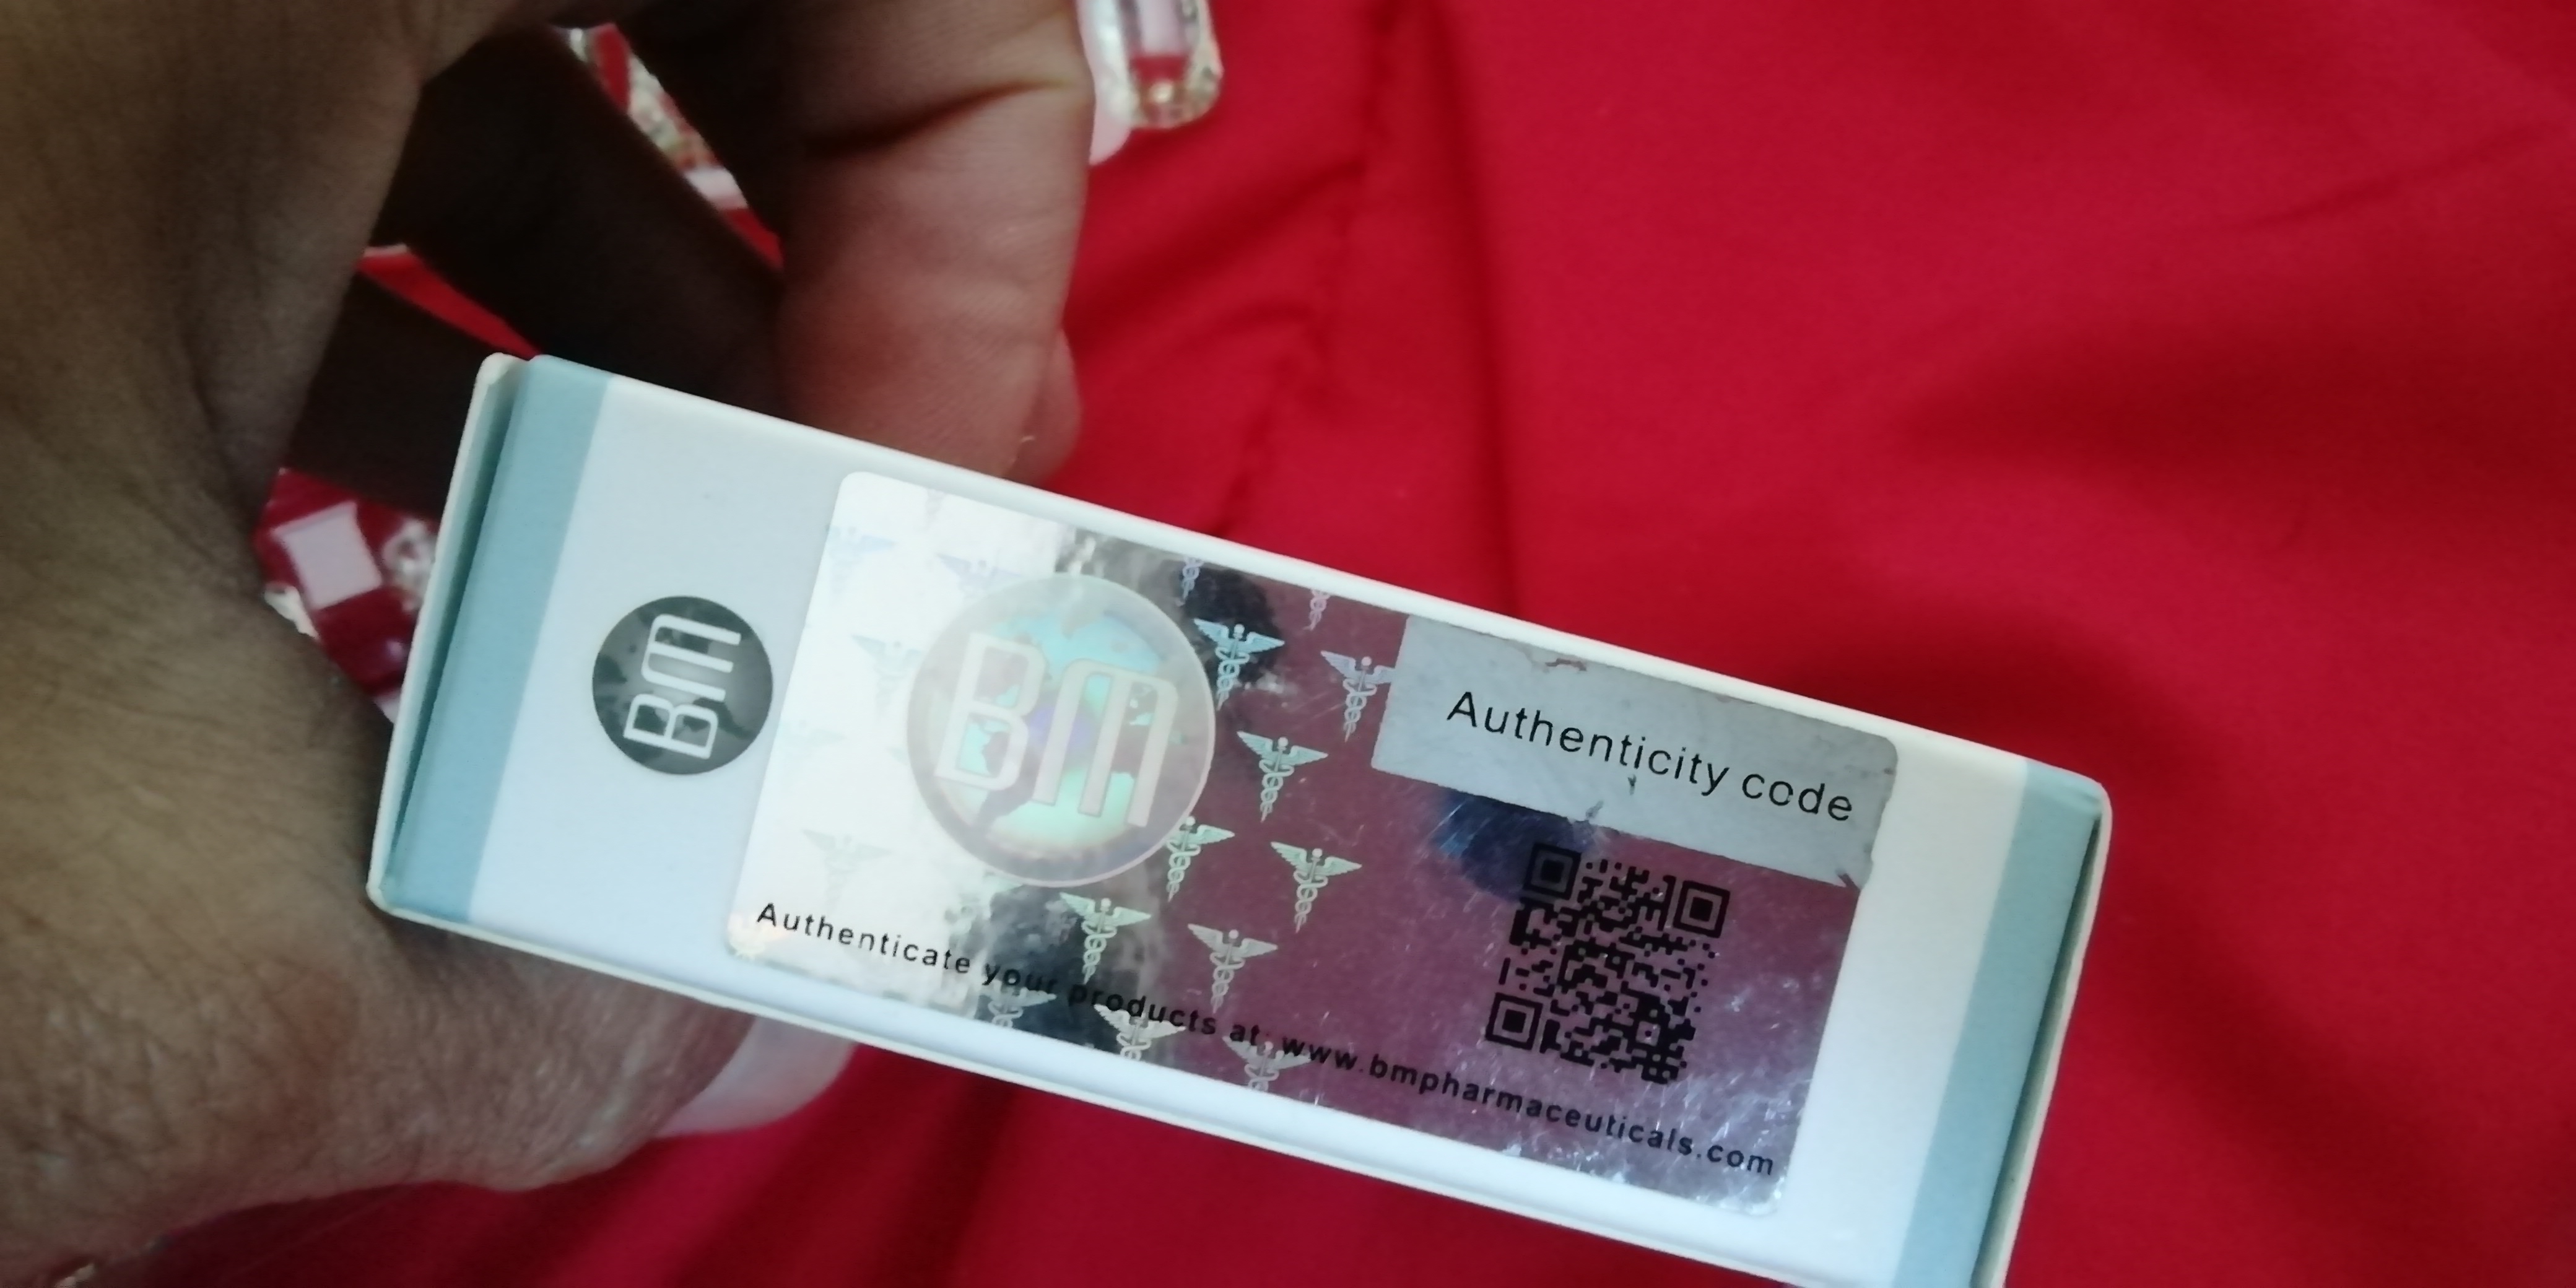 BM
BM
Authenticity code
Authenticate your products at: www.bmpharmaceuticals.com